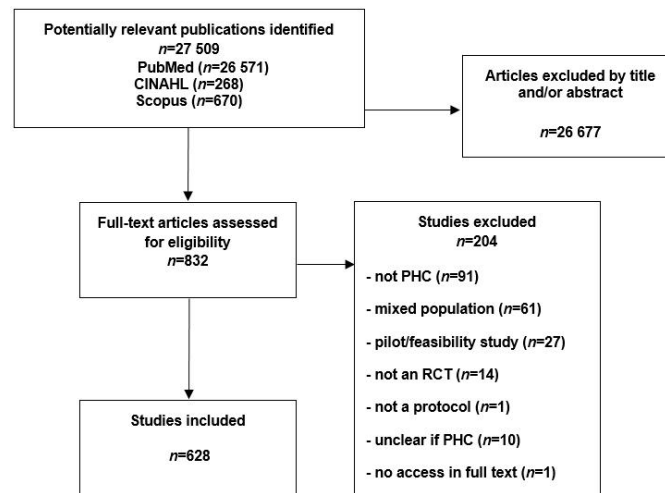 Potentially relevant publications identified
n=27 509
PubMed (n=26 571)
CINAHL (n=268)
Scopus (n=670)
Articles excluded by title
and/or abstract
n=26 677
Full-text articles assessed
for eligibility
n=832
Studies excluded
n=204
- not PHC (n=91)
- mixed population (n=61)
- pilot/feasibility study (n=27)
- not an RCT (n=14)
- not a protocol (n=1)
- unclear if PHC (n=10)
- no access in full text (n=1)
Studies included
n=628